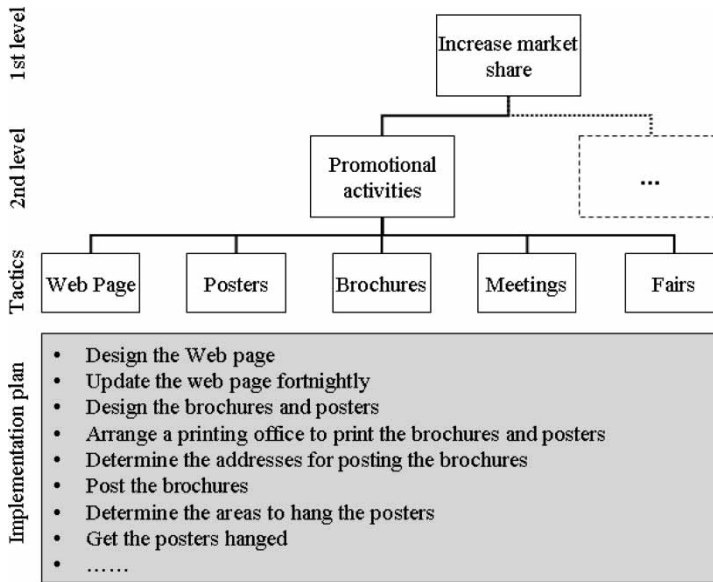 1st level
Increase market
share
2nd level
Promotional
activities
...
Tactics
Web Page
Posters
Brochures
Meetings
Fairs
Implementation plan
• Design the Web page
• Update the web page fortnightly
• Design the brochures and posters
• Arrange a printing office to print the brochures and posters
• Determine the addresses for posting the brochures
• Post the brochures
• Determine the areas to hang the posters
• Get the posters hanged
• ......